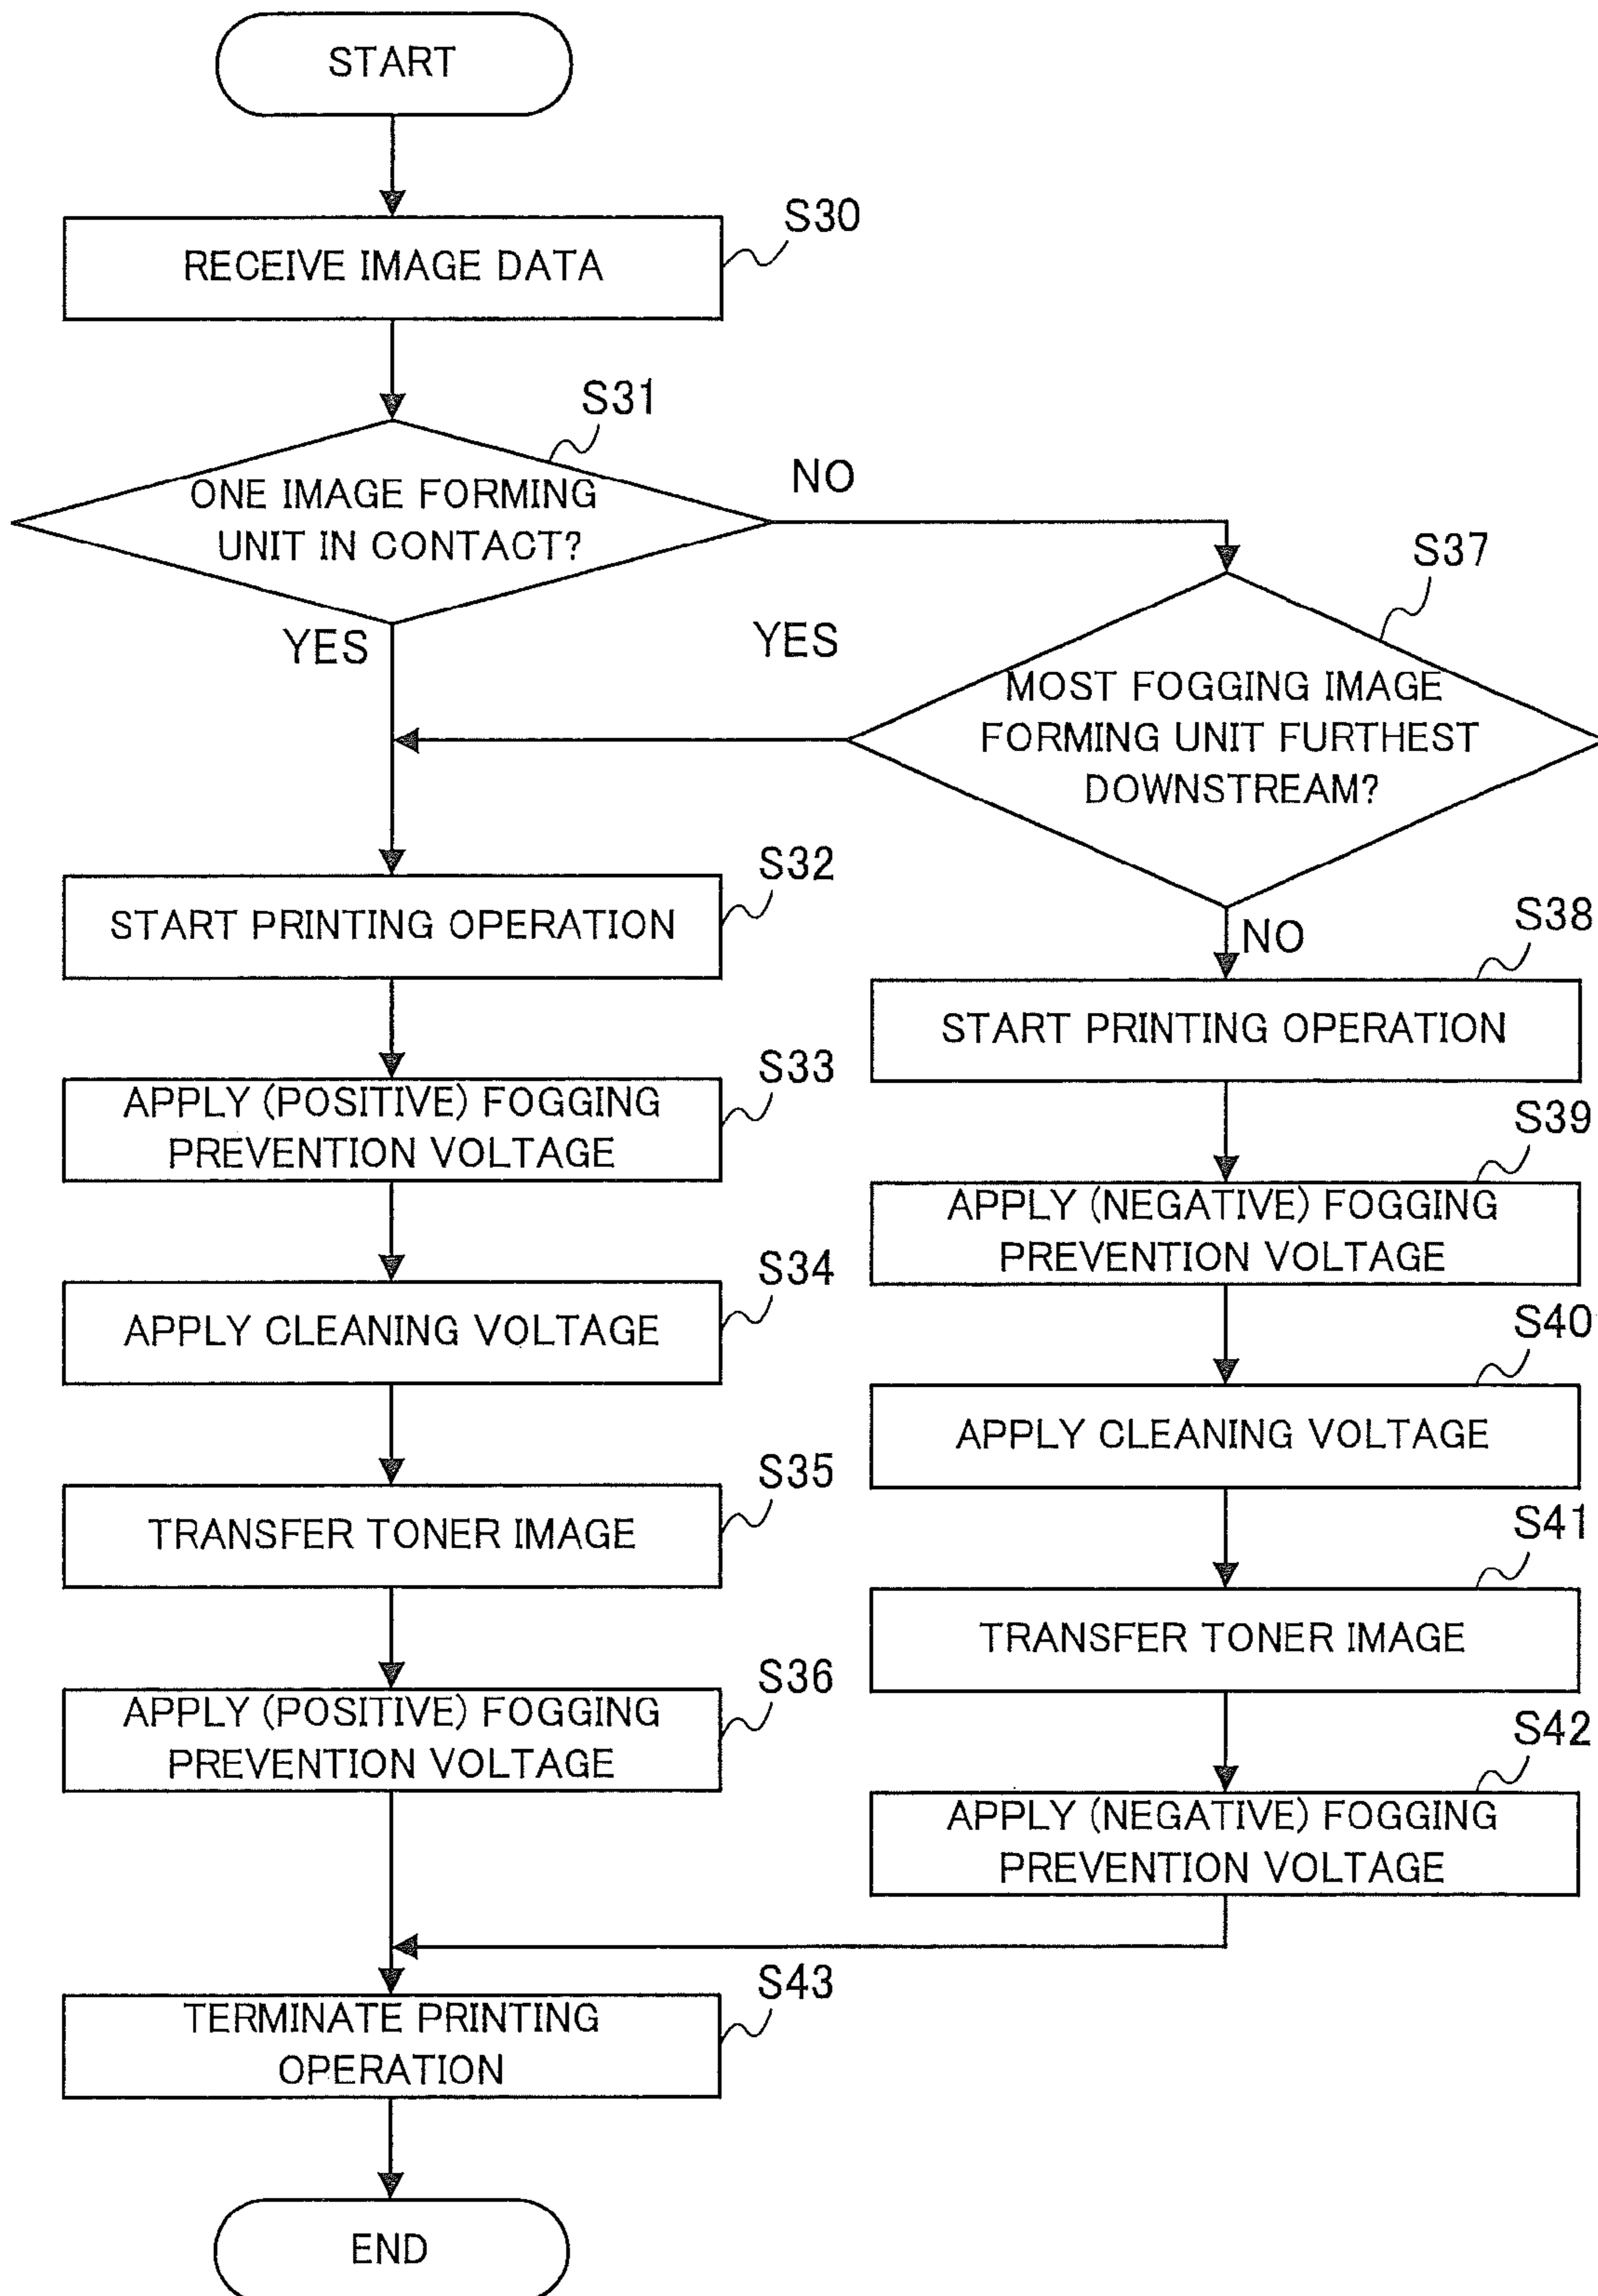 START
S30
RECEIVE IMAGE DATA
S31
ONE IMAGE FORMING
UNIT IN CONTACT?
NO
YES
S37
MOST FOGGING IMAGE
FORMING UNIT FURTHEST
DOWNSTREAM?
YES
NO
S32
START PRINTING OPERATION
S33
APPLY (POSITIVE) FOGGING
PREVENTION VOLTAGE
S34
APPLY CLEANING VOLTAGE
S35
TRANSFER TONER IMAGE
S36
APPLY (POSITIVE) FOGGING
PREVENTION VOLTAGE
S38
START PRINTING OPERATION
S39
APPLY (NEGATIVE) FOGGING
PREVENTION VOLTAGE
S40
APPLY CLEANING VOLTAGE
S41
TRANSFER TONER IMAGE
S42
APPLY (NEGATIVE) FOGGING
PREVENTION VOLTAGE
S43
TERMINATE PRINTING
OPERATION
END